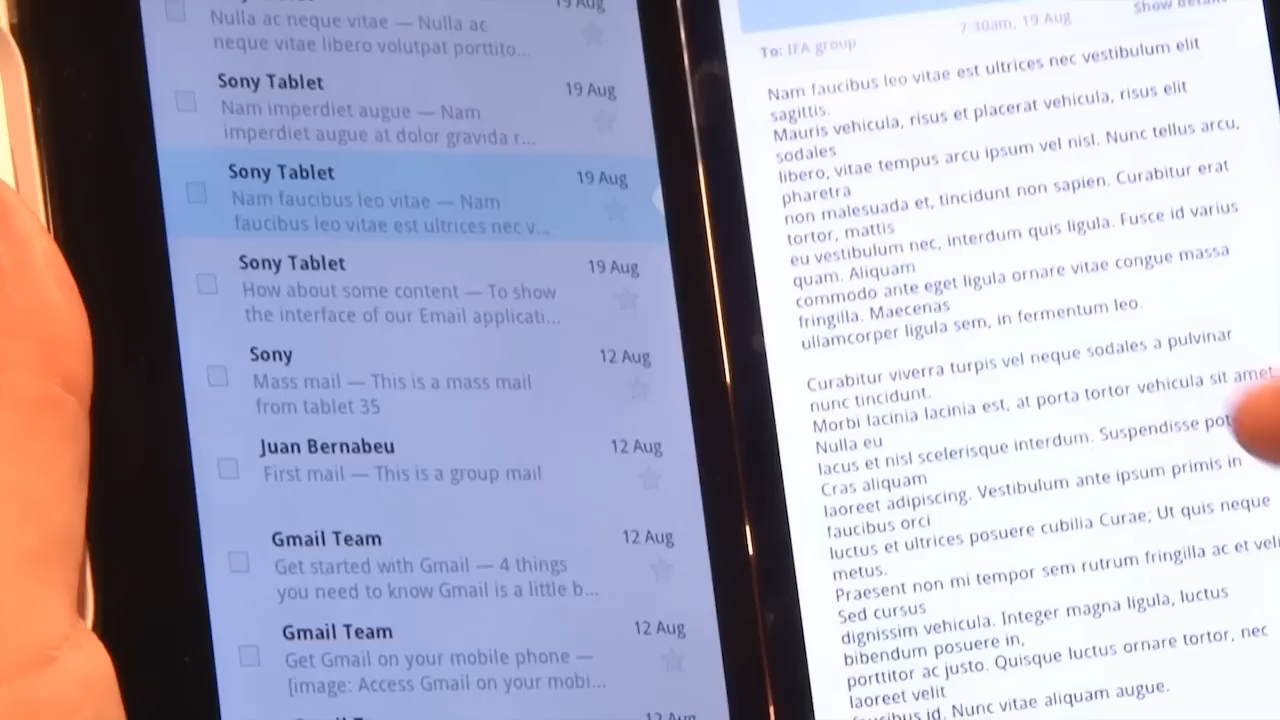 19 Aug
Nulla ac neque vitae — Nulla ac
neque vitae libero volutpat porttito...
Sony Tablet
19 Aug
Nam imperdiet augue — Nam
imperdiet augue at dolor gravida r...
Sony Tablet
19 Aug
Nam faucibus leo vitae — Nam
faucibus leo vitae est ultrices nec v...
Sony Tablet
19 Aug
How about some content — To show
the interface of our Email applicati...
Sony
12 Aug
Mass mail — This is a mass mail
from tablet 35
Juan Bernabeu
12 Aug
First mail — This is a group mail
Gmail Team
12 Aug
Get started with Gmail — 4 things
you need to know Gmail is a little b...
Gmail Team
12 Aug
Get Gmail on your mobile phone —
[image: Access Gmail on your mobi...
12 Aug
Show details
To: IFA group
7:30am, 19 Aug
Nam faucibus leo vitae est ultrices nec vestibulum elit
sagittis.
Mauris vehicula, risus et placerat vehicula, risus elit
sodales
libero, vitae tempus arcu ipsum vel nisl. Nunc tellus arcu,
pharetra
non malesuada et, tincidunt non sapien. Curabitur erat
tortor, mattis
eu vestibulum nec, interdum quis ligula. Fusce id varius
quam. Aliquam
commodo ante eget ligula ornare vitae congue massa
fringilla. Maecenas
ullamcorper ligula sem, in fermentum leo.
Curabitur viverra turpis vel neque sodales a pulvinar
nunc tincidunt.
Morbi lacinia lacinia est, at porta tortor vehicula sit amet
Nulla eu
lacus et nisl scelerisque interdum. Suspendisse pot
Cras aliquam
laoreet adipiscing. Vestibulum ante ipsum primis in
faucibus orci
luctus et ultrices posuere cubilia Curae; Ut quis neque
metus.
Praesent non mi tempor sem rutrum fringilla ac et veli
Sed cursus
dignissim vehicula. Integer magna ligula, luctus
bibendum posuere in,
porttitor ac justo. Quisque luctus ornare tortor, nec
laoreet velit
faucibus id. Nunc vitae aliquam augue.